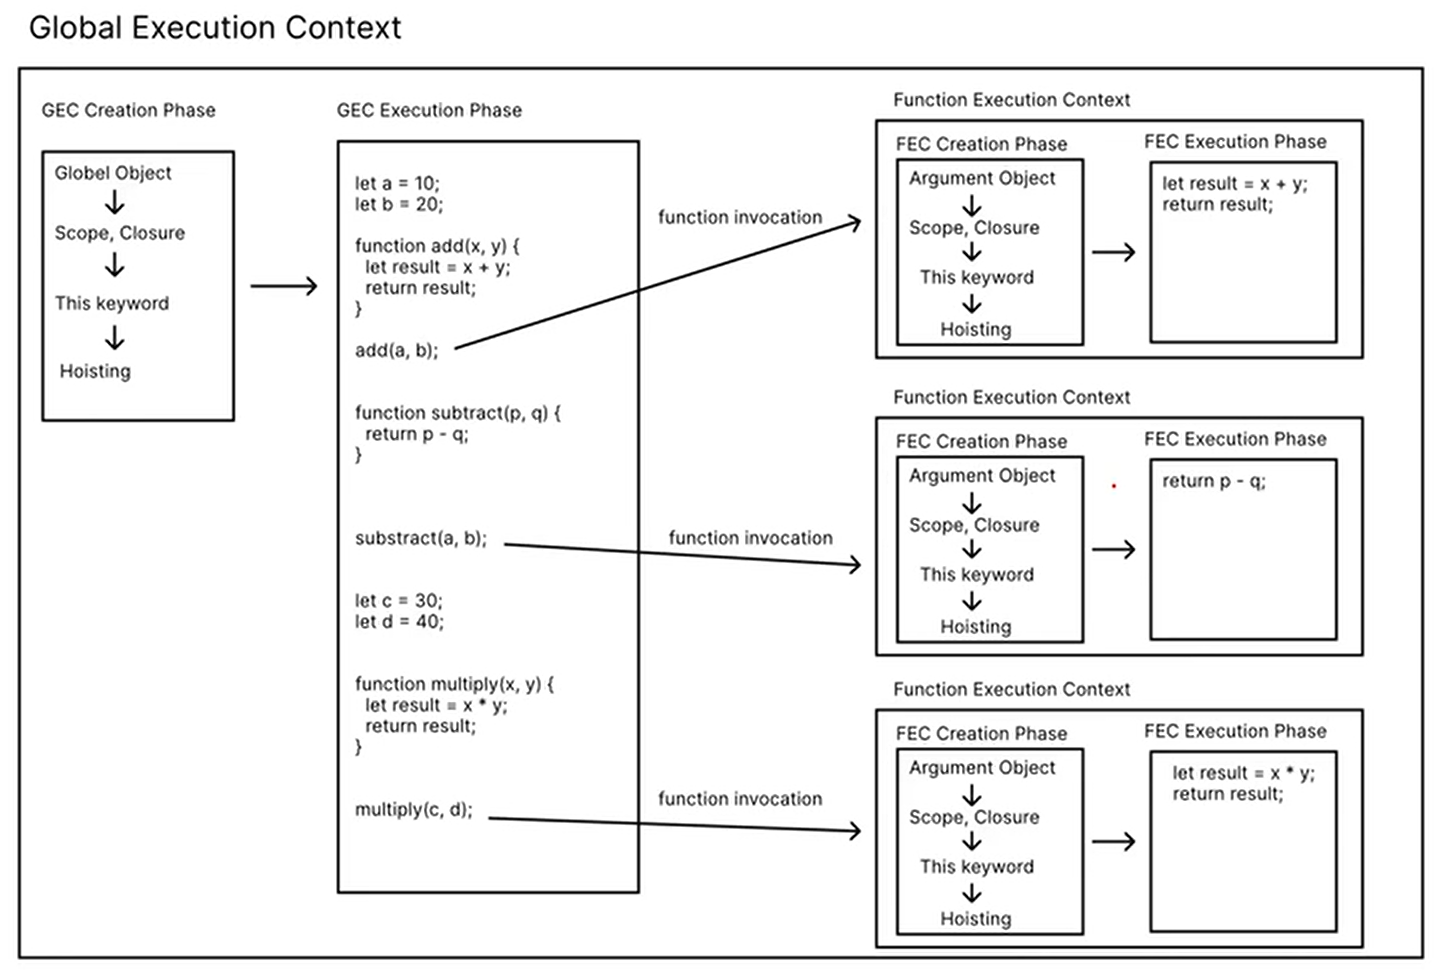 Global Execution Context
GEC Creation Phase
Globel Object
Scope, Closure
This keyword
Hoisting
GEC Execution Phase
let a = 10;
let b = 20;
function add(x, y) {
let result = x + y;
return result;
}
add(a, b);
function subtract(p, q) {
return p - q;
}
substract(a, b);
let c = 30;
let d = 40;
function multiply(x, y) {
let result = x * y;
return result;
}
multiply(c, d);
function invocation
Function Execution Context
FEC Creation Phase
Argument Object
Scope, Closure
This keyword
Hoisting
FEC Execution Phase
let result = x + y;
return result;
function invocation
Function Execution Context
FEC Creation Phase
Argument Object
Scope, Closure
This keyword
Hoisting
FEC Execution Phase
return p - q;
function invocation
Function Execution Context
FEC Creation Phase
Argument Object
Scope, Closure
This keyword
Hoisting
FEC Execution Phase
let result = x * y;
return result;